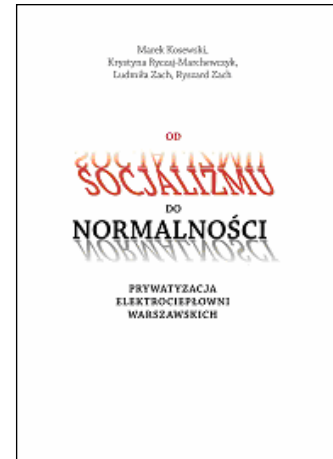 Marek Kosewski,
Krystyna Ryczaj-Marchewczyk,
Ludmiła Zach, Ryszard Zach
OD
SOCJALIZMU
DO
NORMALNOŚCI
PRYWATYZACJA
ELEKTROCIEPŁOWNI
WARSZAWSKICH